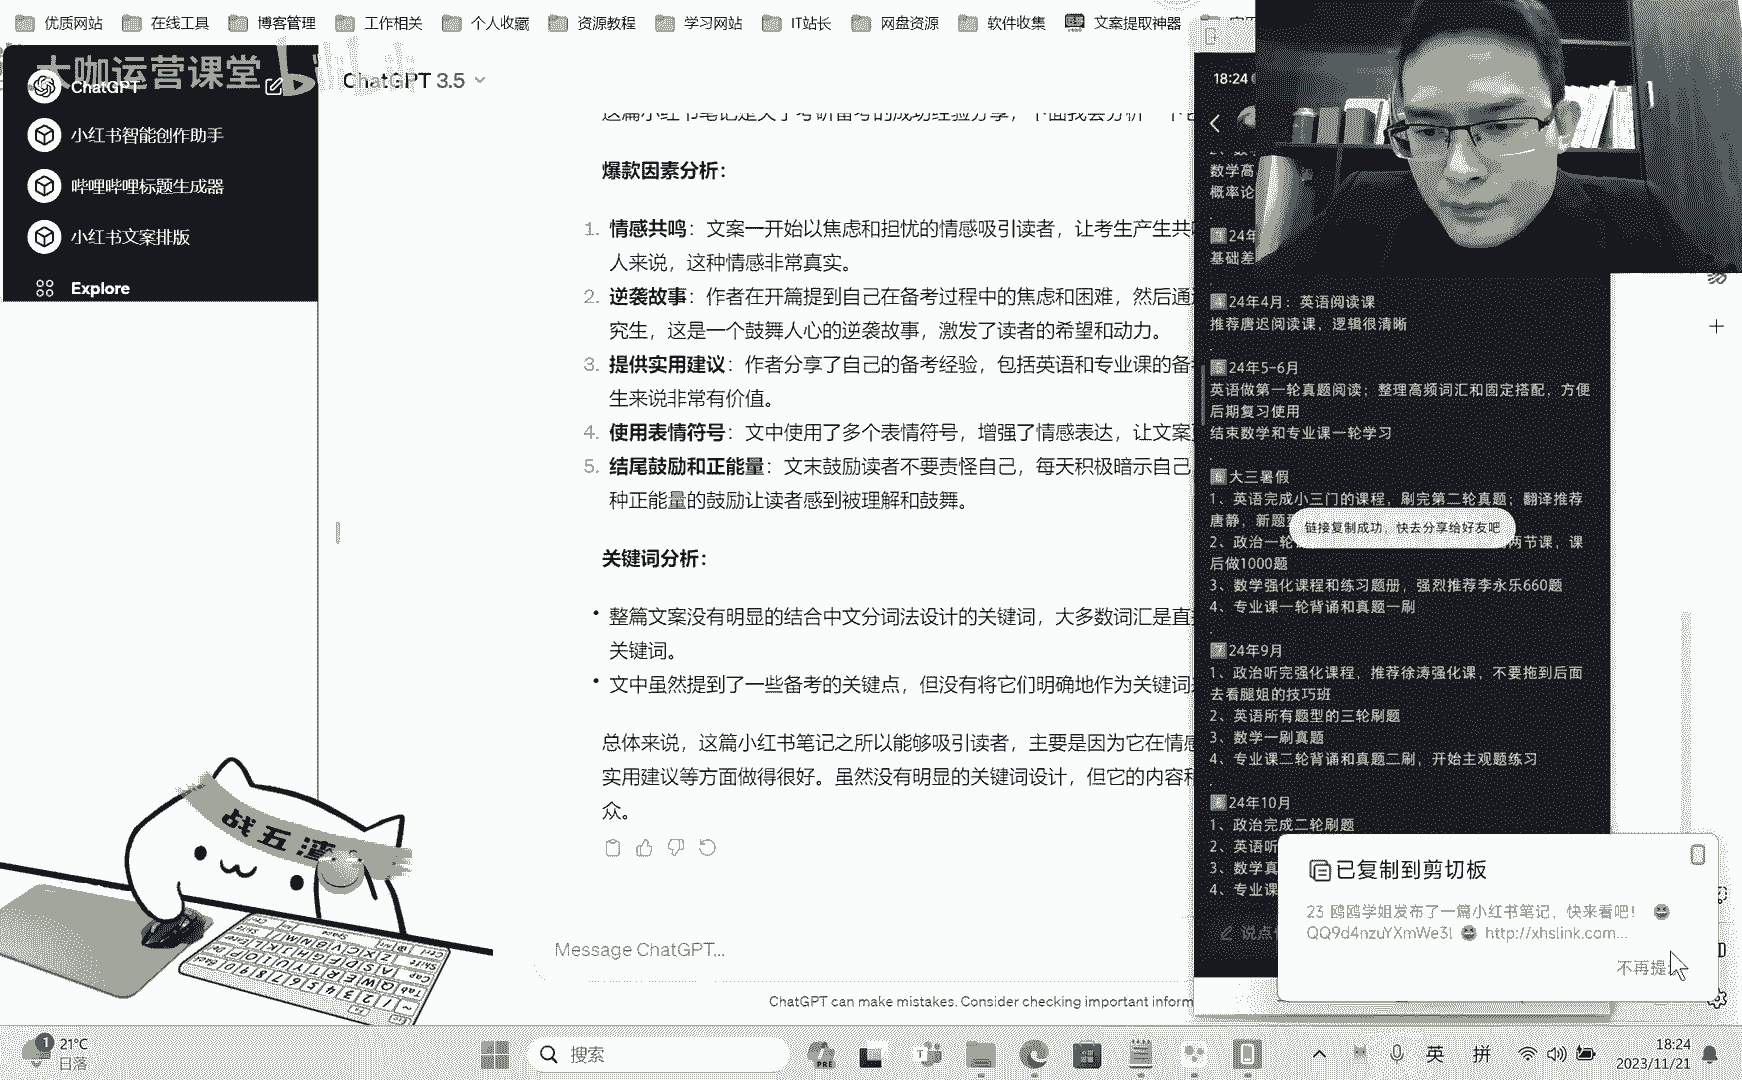 优质网站
在线工具
博客管理
工作相关
个人收藏
资源教程
学习网站
IT站长
网盘资源
软件收集
文案提取神器
大咖运营课堂
ChatGPT
小红书智能创作助手
哔哩哔哩标题生成器
小红书文案排版
Explore
ChatGPT 3.5
爆款因素分析：
1. 情感共鸣：文案一开始以焦虑和担忧的情感吸引读者，让考生产生共
人来说，这种情感非常真实。
2. 逆袭故事：作者在开篇提到自己在备考过程中的焦虑和困难，然后通
究生，这是一个鼓舞人心的逆袭故事，激发了读者的希望和动力。
3. 提供实用建议：作者分享了自己的备考经验，包括英语和专业课的备
生来说非常有价值。
4. 使用表情符号：文中使用了多个表情符号，增强了情感表达，让文案
5. 结尾鼓励和正能量：文末鼓励读者不要责怪自己，每天积极暗示自己
种正能量的鼓励让读者感到被理解和鼓舞。
关键词分析：
• 整篇文案没有明显的结合中文分词法设计的关键词，大多数词汇是直
关键词。
• 文中虽然提到了一些备考的关键点，但没有将它们明确地作为关键词
总体来说，这篇小红书笔记之所以能够吸引读者，主要是因为它在情感
实用建议等方面做得很好。虽然没有明显的关键词设计，但它的内容和
众。
Message ChatGPT...
ChatGPT can make mistakes. Consider checking important inform
18:24
数学高
概率论
3 24年
基础差
4 24年4月：英语阅读课
推荐唐迟阅读课，逻辑很清晰
5 24年5-6月
英语做第一轮真题阅读；整理高频词汇和固定搭配，方便
后期复习使用
结束数学和专业课一轮学习
6 大三暑假
1、英语完成小三门的课程，刷完第二轮真题；翻译推荐
唐静，新题
链接复制成功，快去分享给好友吧
2、政治一轮 两节课，课
后做1000题
3、数学强化课程和练习题册，强烈推荐李永乐660题
4、专业课一轮背诵和真题一刷
7 24年9月
1、政治听完强化课程，推荐徐涛强化课，不要拖到后面
去看腿姐的技巧班
2、英语所有题型的三轮刷题
3、数学一刷真题
4、专业课二轮背诵和真题二刷，开始主观题练习
8 24年10月
1、政治完成二轮刷题
2、英语听
3、数学真
4、专业课
说点
已复制到剪切板
23 鸥鸥学姐发布了一篇小红书笔记，快来看吧！
QQ9d4nzuYXmWe3l http://xhslink.com...
不再提
战五渣
1
21°C
日落
搜索
英
拼
18:24
2023/11/21